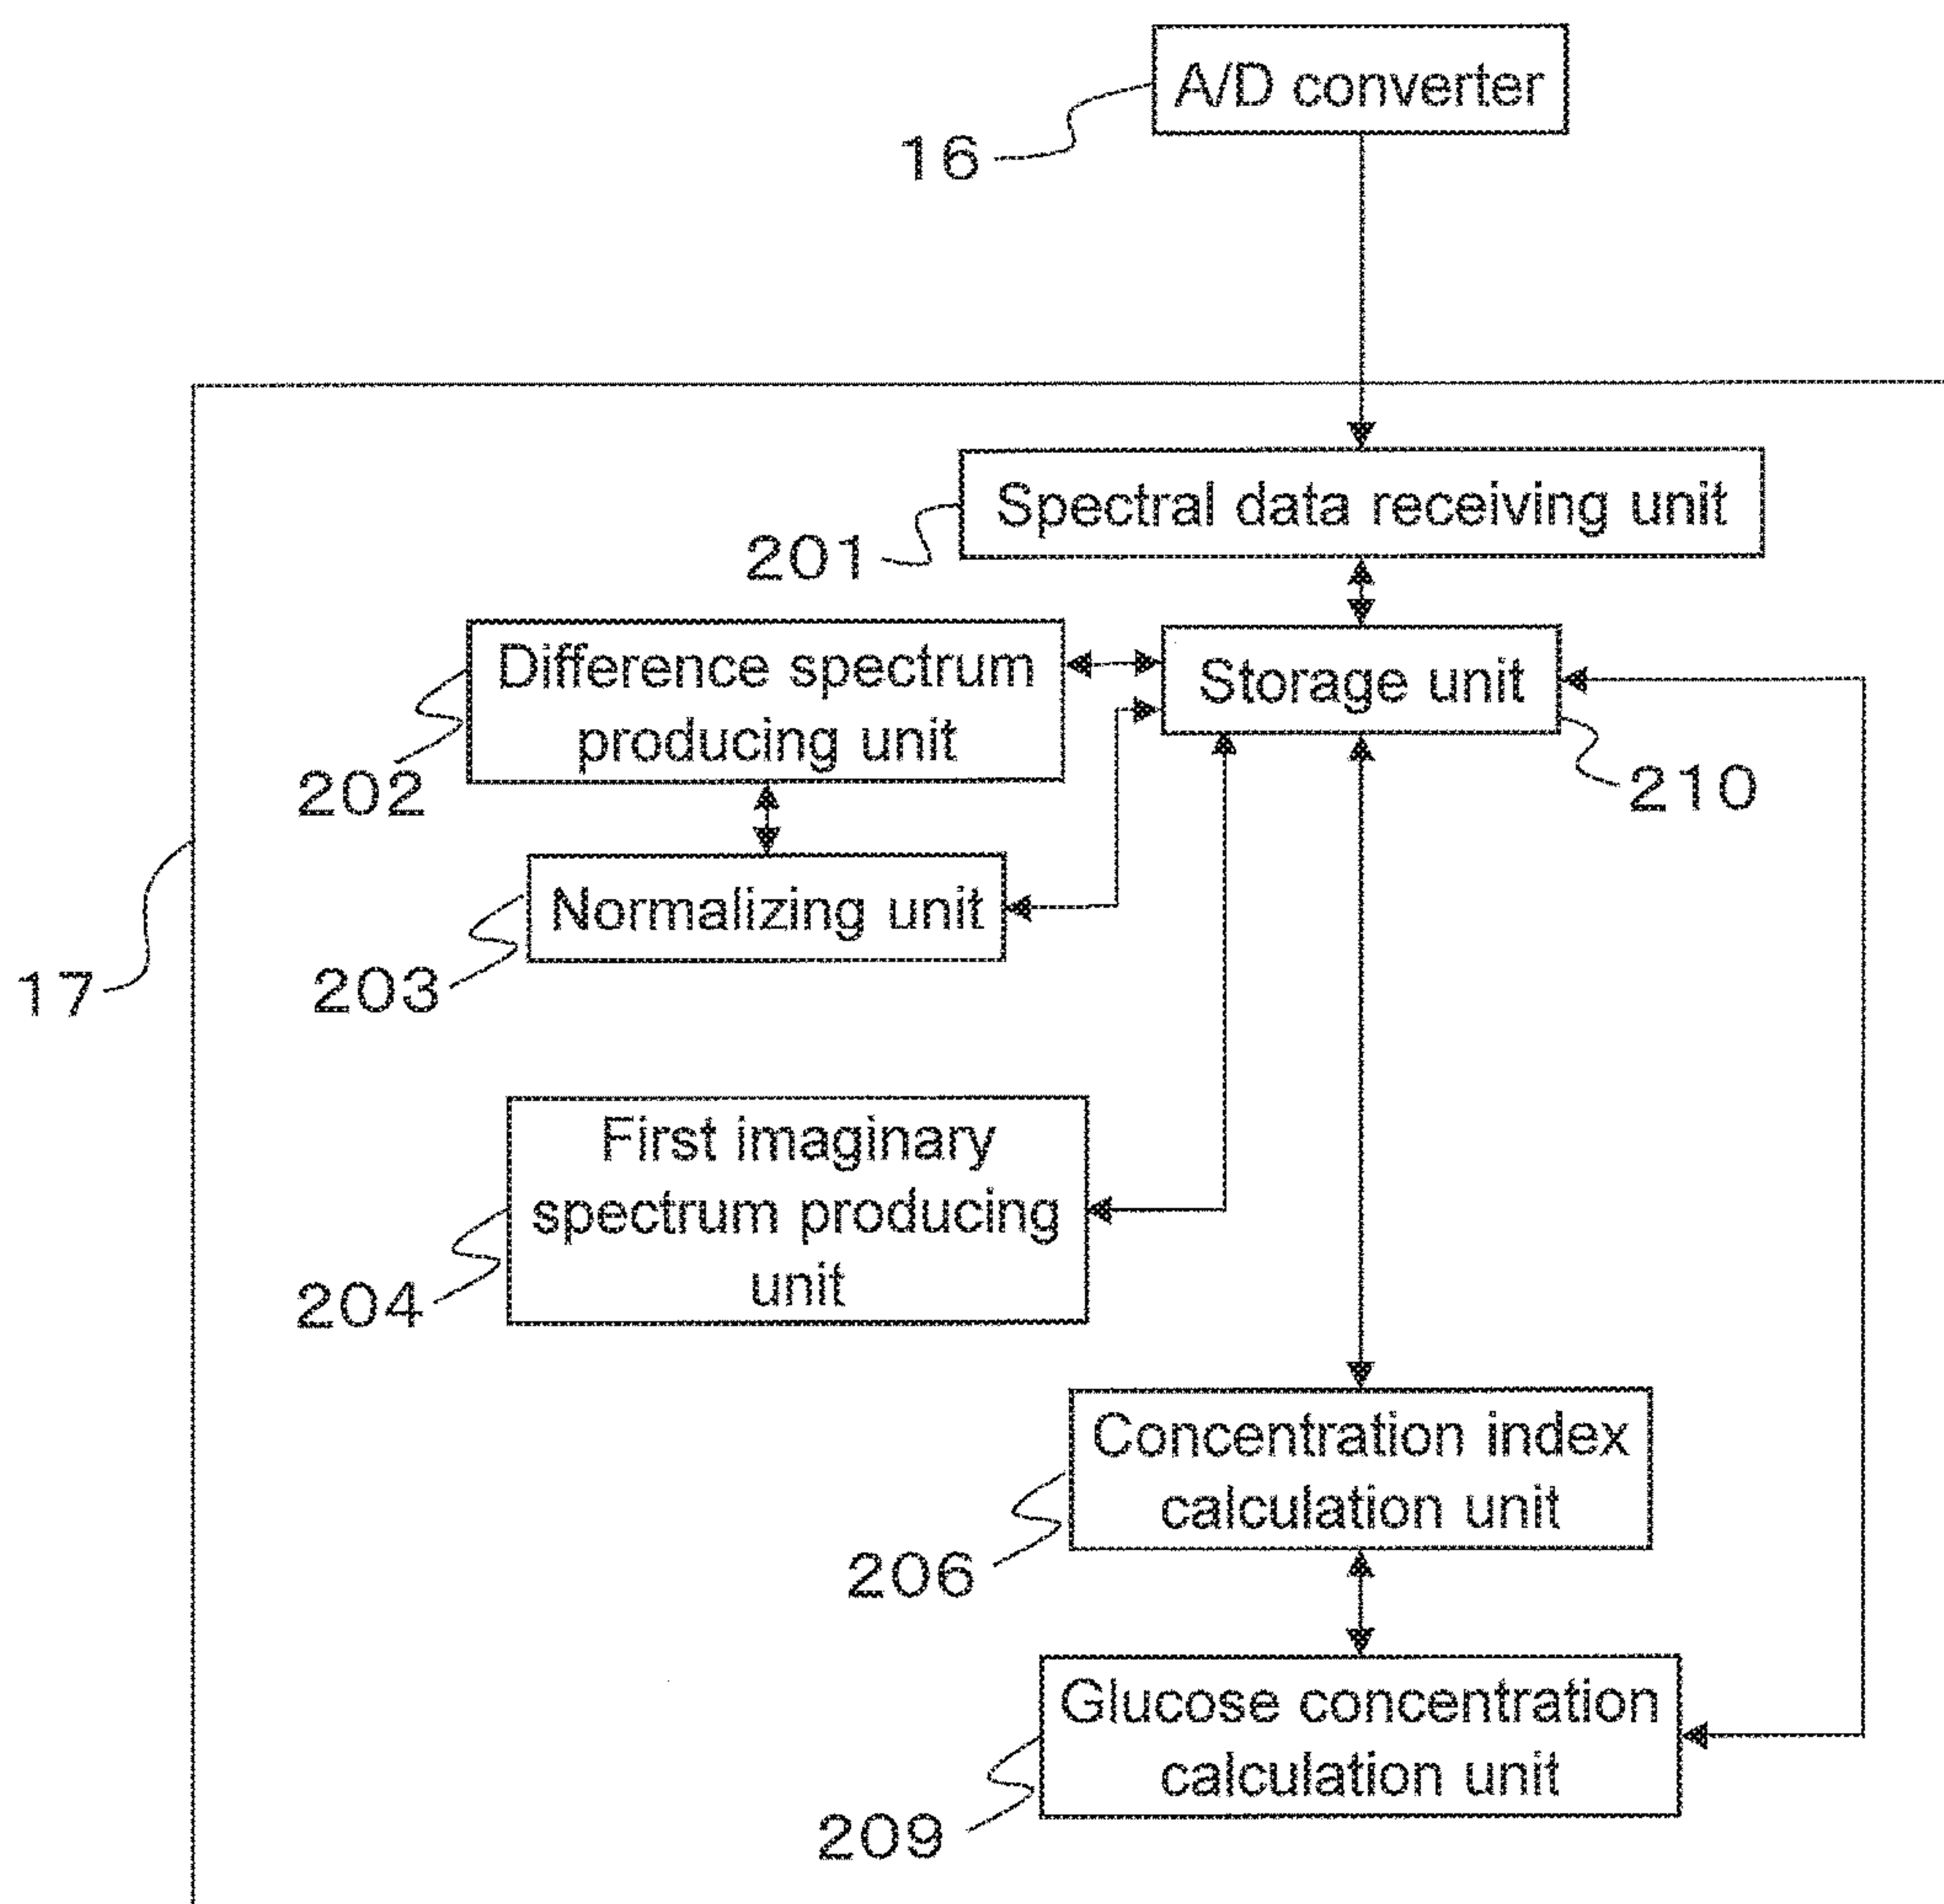 A/D converter
16
Spectral data receiving unit
201
Difference spectrum
producing unit
202
Storage unit
210
Normalizing unit
203
17
First imaginary
spectrum producing
unit
204
Concentration index
calculation unit
206
Glucose concentration
calculation unit
209